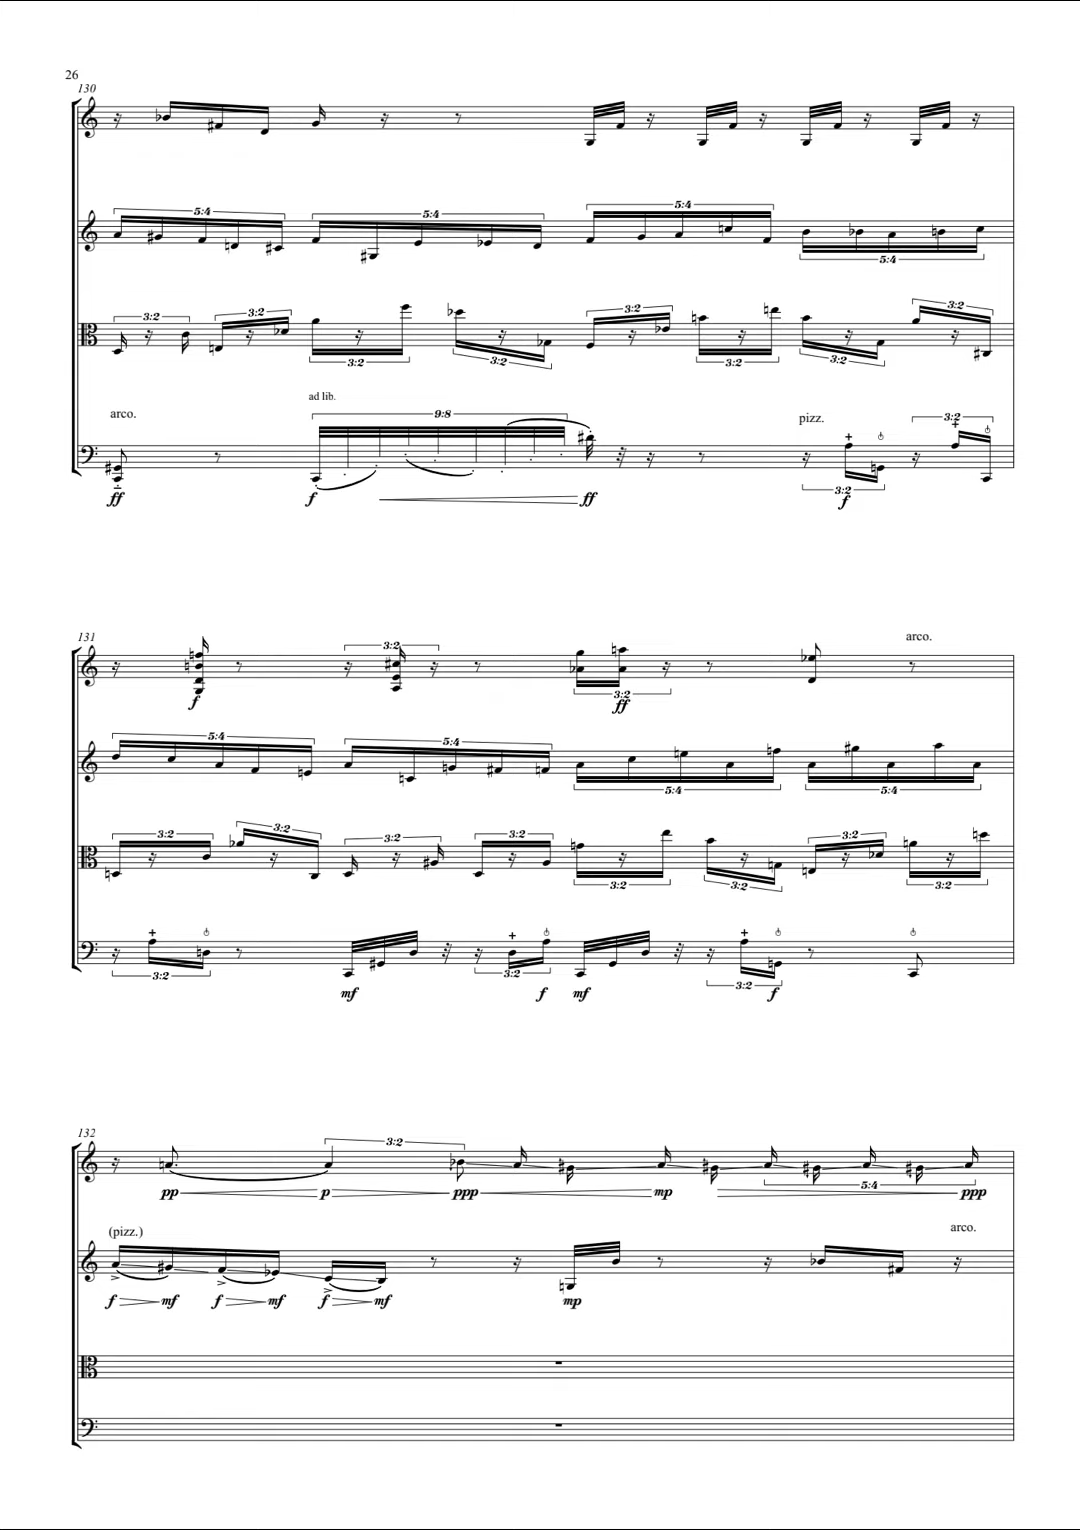 26
130
5:4 5:4 5:4 5:4
3:2 3:2 3:2 3:2 3:2 3:2 3:2 3:2
arco. ad lib. 9:8 pizz. 3:2
3:2
ff f ff f
131
3:2 arco.
3:2
f ff
5:4 5:4 5:4 5:4
3:2 3:2 3:2 3:2 3:2 3:2 3:2 3:2
3:2 3:2 3:2
mf f mf f
132
3:2
5:4
pp p ppp mp ppp
(pizz.) arco.
f mf f mf f mf mp